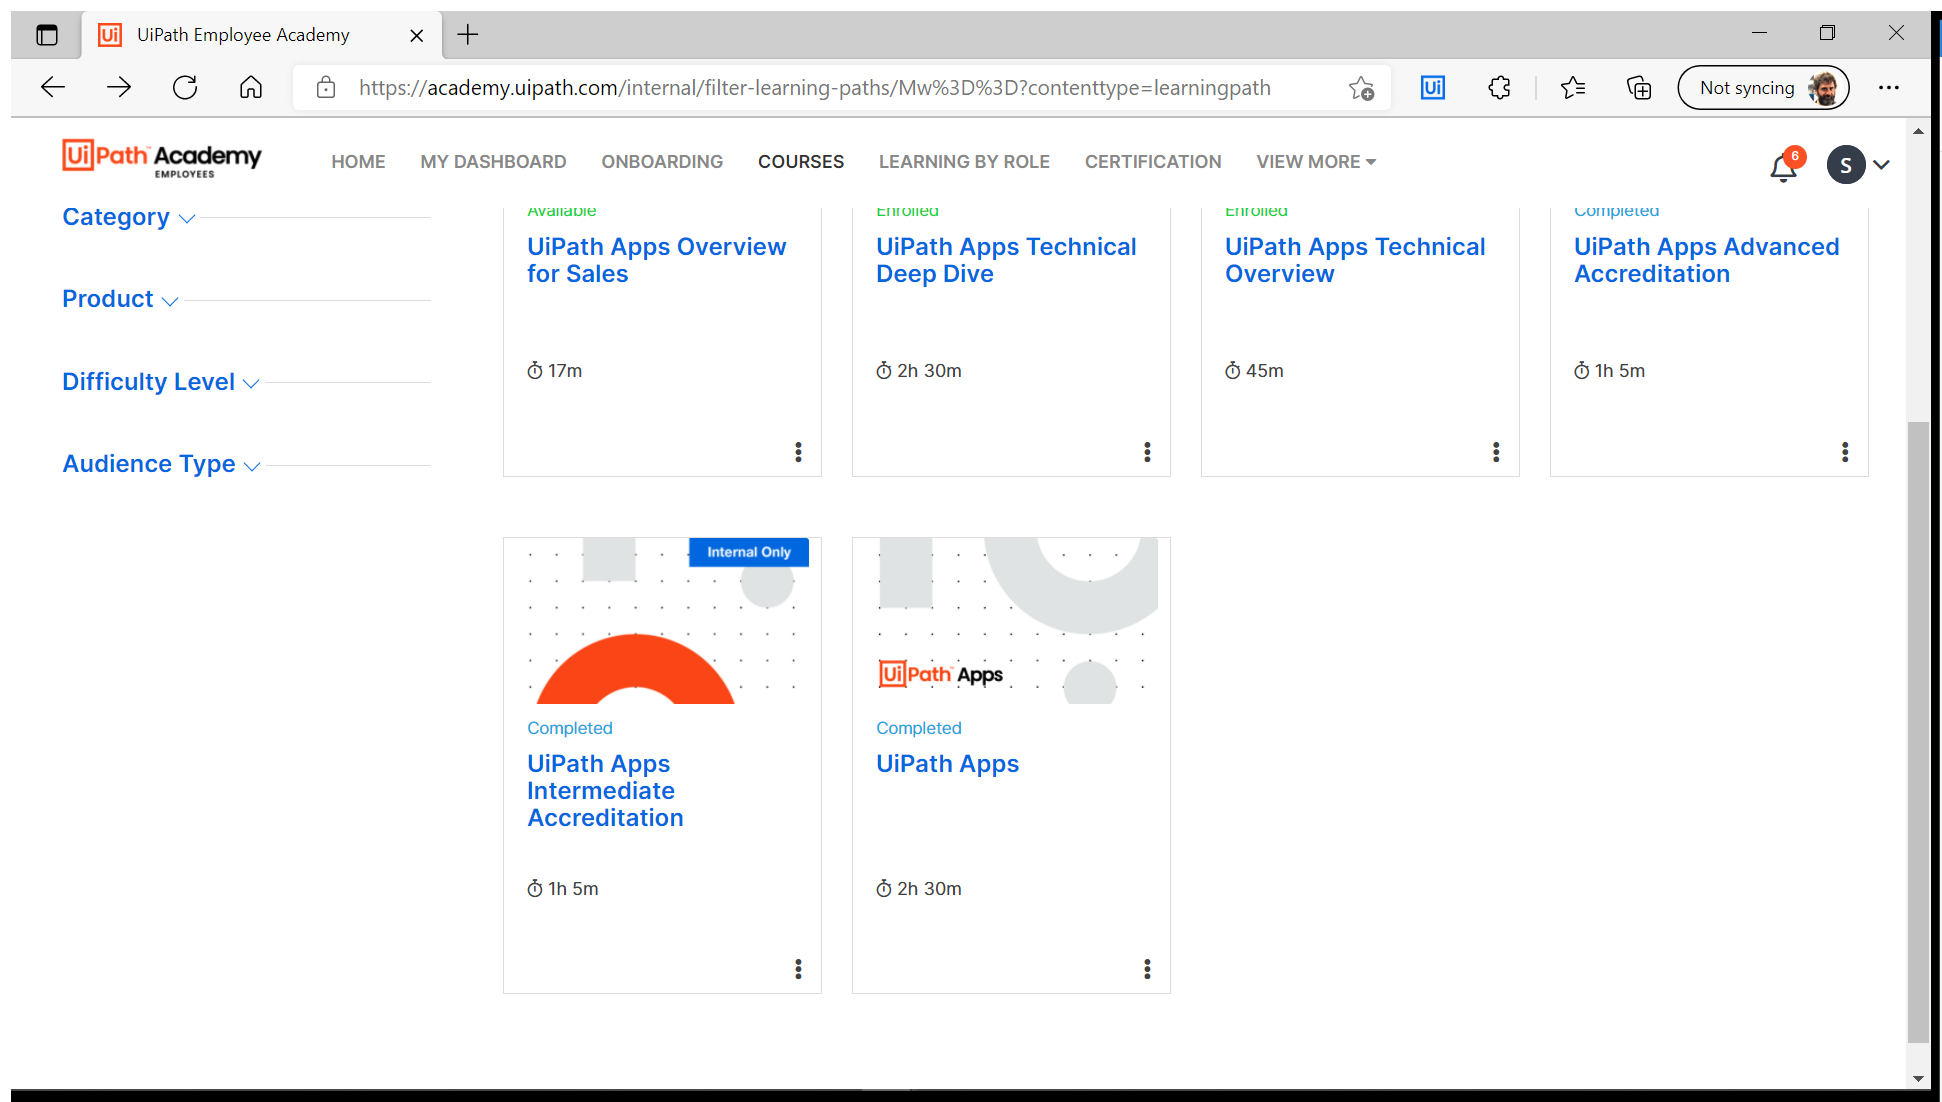 UiPath Employee Academy
https://academy.uipath.com/internal/filter-learning-paths/Mw%3D%3D?contenttype=learningpath
Ui
Not syncing
UiPath™ Academy
EMPLOYEES
HOME
MY DASHBOARD
ONBOARDING
COURSES
LEARNING BY ROLE
CERTIFICATION
VIEW MORE
6
S
Category
Product
Difficulty Level
Audience Type
Available
UiPath Apps Overview
for Sales
17m
Enrolled
UiPath Apps Technical
Deep Dive
2h 30m
Enrolled
UiPath Apps Technical
Overview
45m
Completed
UiPath Apps Advanced
Accreditation
1h 5m
Internal Only
Completed
UiPath Apps
Intermediate
Accreditation
1h 5m
UiPath™ Apps
Completed
UiPath Apps
2h 30m